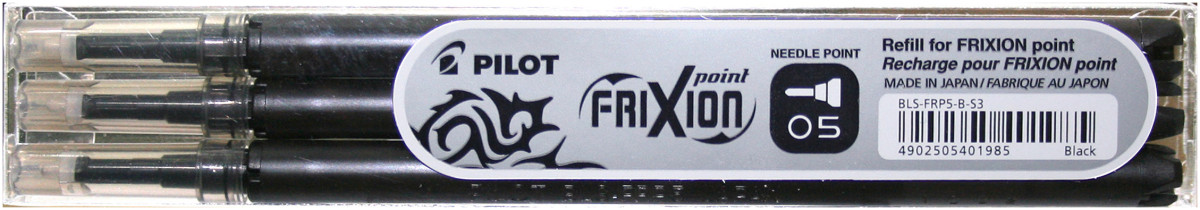 PILOT
FRIXION
point
NEEDLE POINT
05
Refill for FRIXION point
Recharge pour FRIXION point
MADE IN JAPAN / FABRIQUE AU JAPON
BLS-FRP5-B-S3
4902505401985 Black